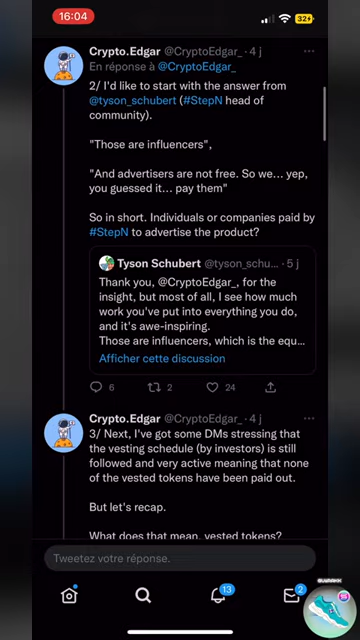 16:04
32
Crypto.Edgar @CryptoEdgar_ · 4 j
En réponse à @CryptoEdgar_
2/ I'd like to start with the answer from
@tyson_schubert (#StepN head of
community).
"Those are influencers",
"And advertisers are not free. So we... yep,
you guessed it... pay them"
So in short. Individuals or companies paid by
#StepN to advertise the product?
Tyson Schubert @tyson_schu... · 5 j
Thank you, @CryptoEdgar_, for the
insight, but most of all, I see how much
work you've put into everything you do,
and it's awe-inspiring.
Those are influencers, which is the equ...
Afficher cette discussion
6 2 24
Crypto.Edgar @CryptoEdgar_ · 4 j
3/ Next, I've got some DMs stressing that
the vesting schedule (by investors) is still
followed and very active meaning that none
of the vested tokens have been paid out.
But let's recap.
What does that mean, vested tokens?
Tweetez votre réponse.
13 2